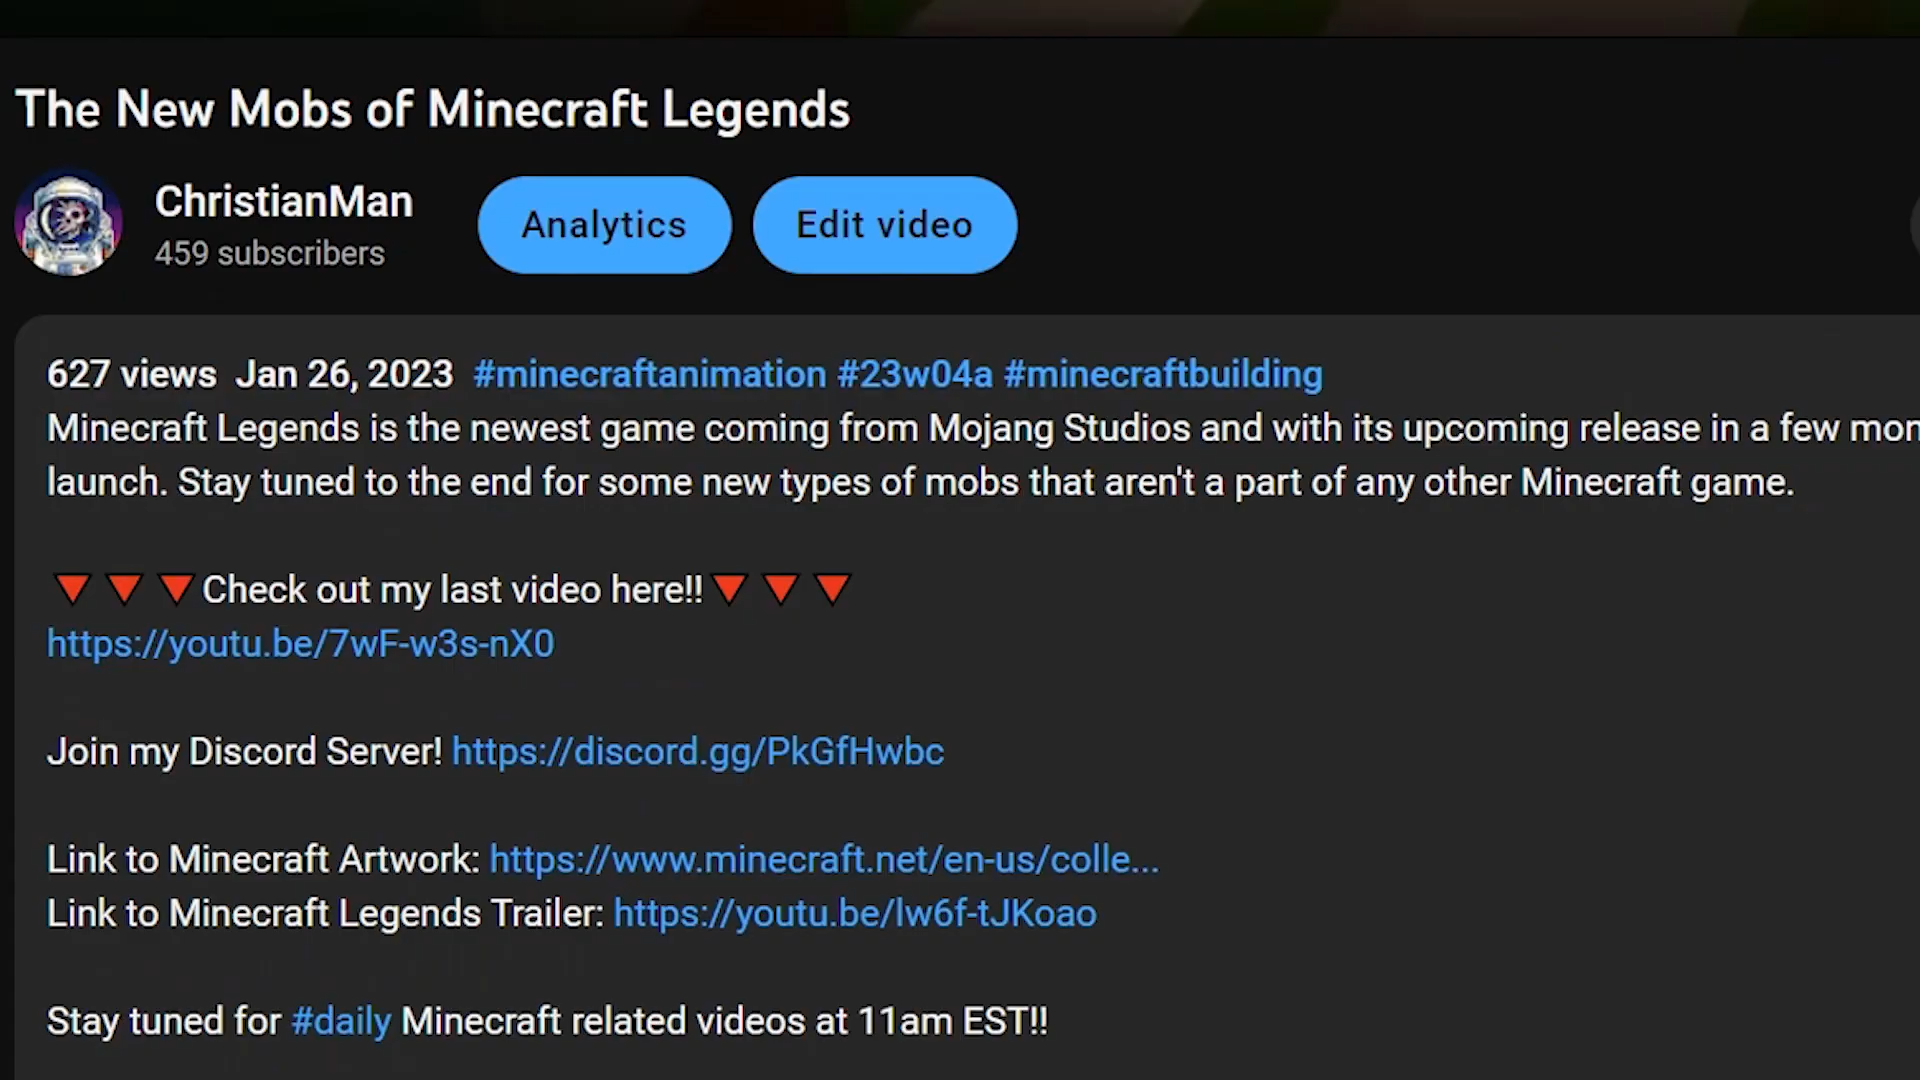 The New Mobs of Minecraft Legends
ChristianMan
459 subscribers
Analytics
Edit video
627 views Jan 26, 2023 #minecraftanimation #23w04a #minecraftbuilding
Minecraft Legends is the newest game coming from Mojang Studios and with its upcoming release in a few
launch. Stay tuned to the end for some new types of mobs that aren't a part of any other Minecraft game.
🔻🔻🔻Check out my last video here!!🔻🔻🔻
https://youtu.be/7wF-w3s-nX0
Join my Discord Server! https://discord.gg/PkGfHwbc
Link to Minecraft Artwork: https://www.minecraft.net/en-us/colle...
Link to Minecraft Legends Trailer: https://youtu.be/lw6f-tJKoao
Stay tuned for #daily Minecraft related videos at 11am EST!!